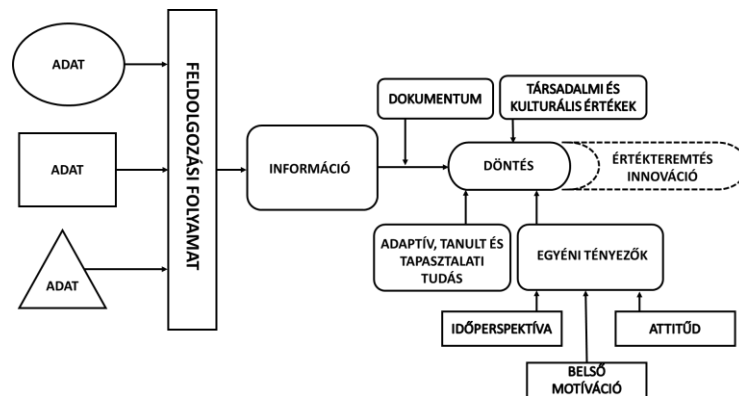 ADAT
ADAT
ADAT
FELDOLGOZÁSI FOLYAMAT
INFORMÁCIÓ
DOKUMENTUM
TÁRSADALMI ÉS
KULTURÁLIS ÉRTÉKEK
DÖNTÉS
ÉRTÉKTEREMTÉS
INNOVÁCIÓ
ADAPTÍV, TANULT ÉS
TAPASZTALATI
TUDÁS
EGYÉNI TÉNYEZŐK
IDŐPERSPEKTÍVA
ATTITŰD
BELSŐ
MOTÍVÁCIÓ